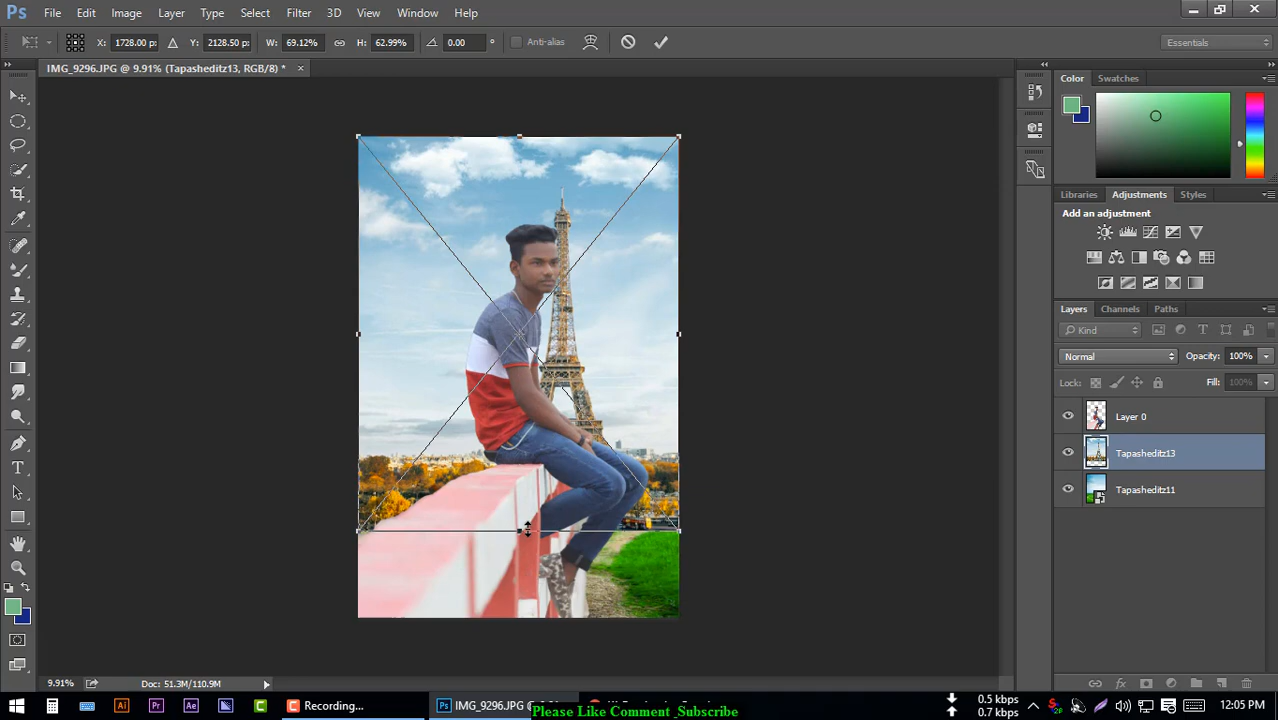 Ps File Edit Image Layer Type Select Filter 3D View Window Help
X: 1728.00 p: Y: 2128.50 p: W: 69.12% H: 62.99% 0.00 ° Anti-alias Essentials
IMG_9296.JPG @ 9.91% (Tapasheditz13, RGB/8) * ×
Color Swatches
Libraries Adjustments Styles
Add an adjustment
Layers Channels Paths
Kind
Normal Opacity: 100%
Lock: Fill: 100%
Layer 0
Tapasheditz13
Tapasheditz11
9.91% Doc: 51.3M/110.9M
Recording... IMG_9296.JPG @ 0.5 kbps 12:05 PM
0.7 kbps
Please Like Comment _Subscribe